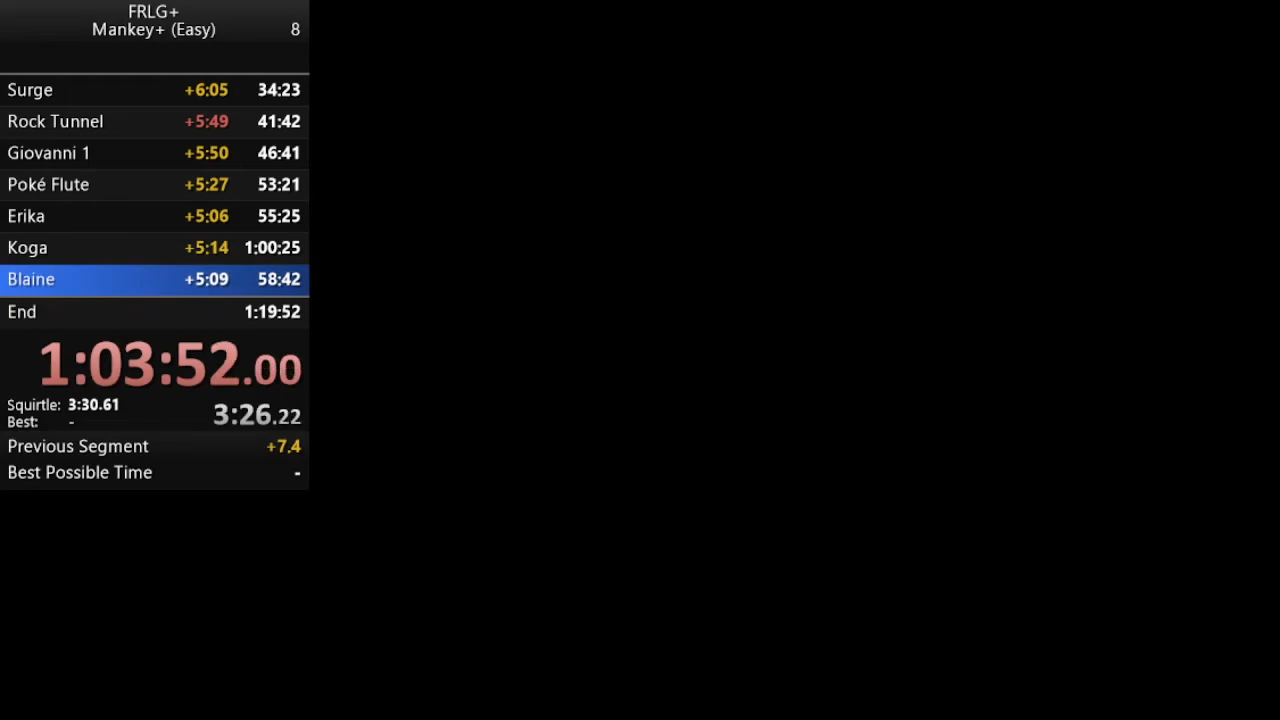 FRLG+
Mankey+ (Easy) 8
Surge +6:05 34:23
Rock Tunnel +5:49 41:42
Giovanni 1 +5:50 46:41
Poké Flute +5:27 53:21
Erika +5:06 55:25
Koga +5:14 1:00:25
Blaine +5:09 58:42
End 1:19:52
1:03:52.00
Squirtle: 3:30.61
Best: -
3:26.22
Previous Segment +7.4
Best Possible Time -